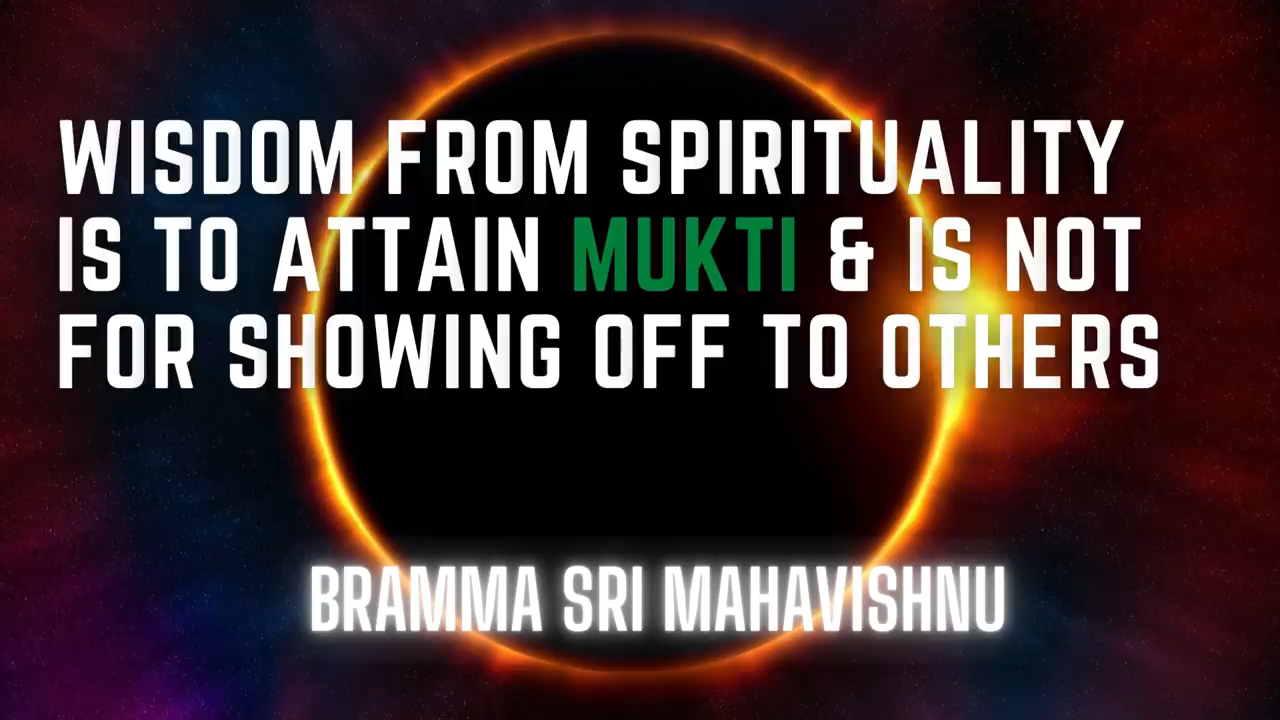 WISDOM FROM SPIRITUALITY
IS TO ATTAIN MUKTI & IS NOT
FOR SHOWING OFF TO OTHERS
BRAMMA SRI MAHAVISHNU